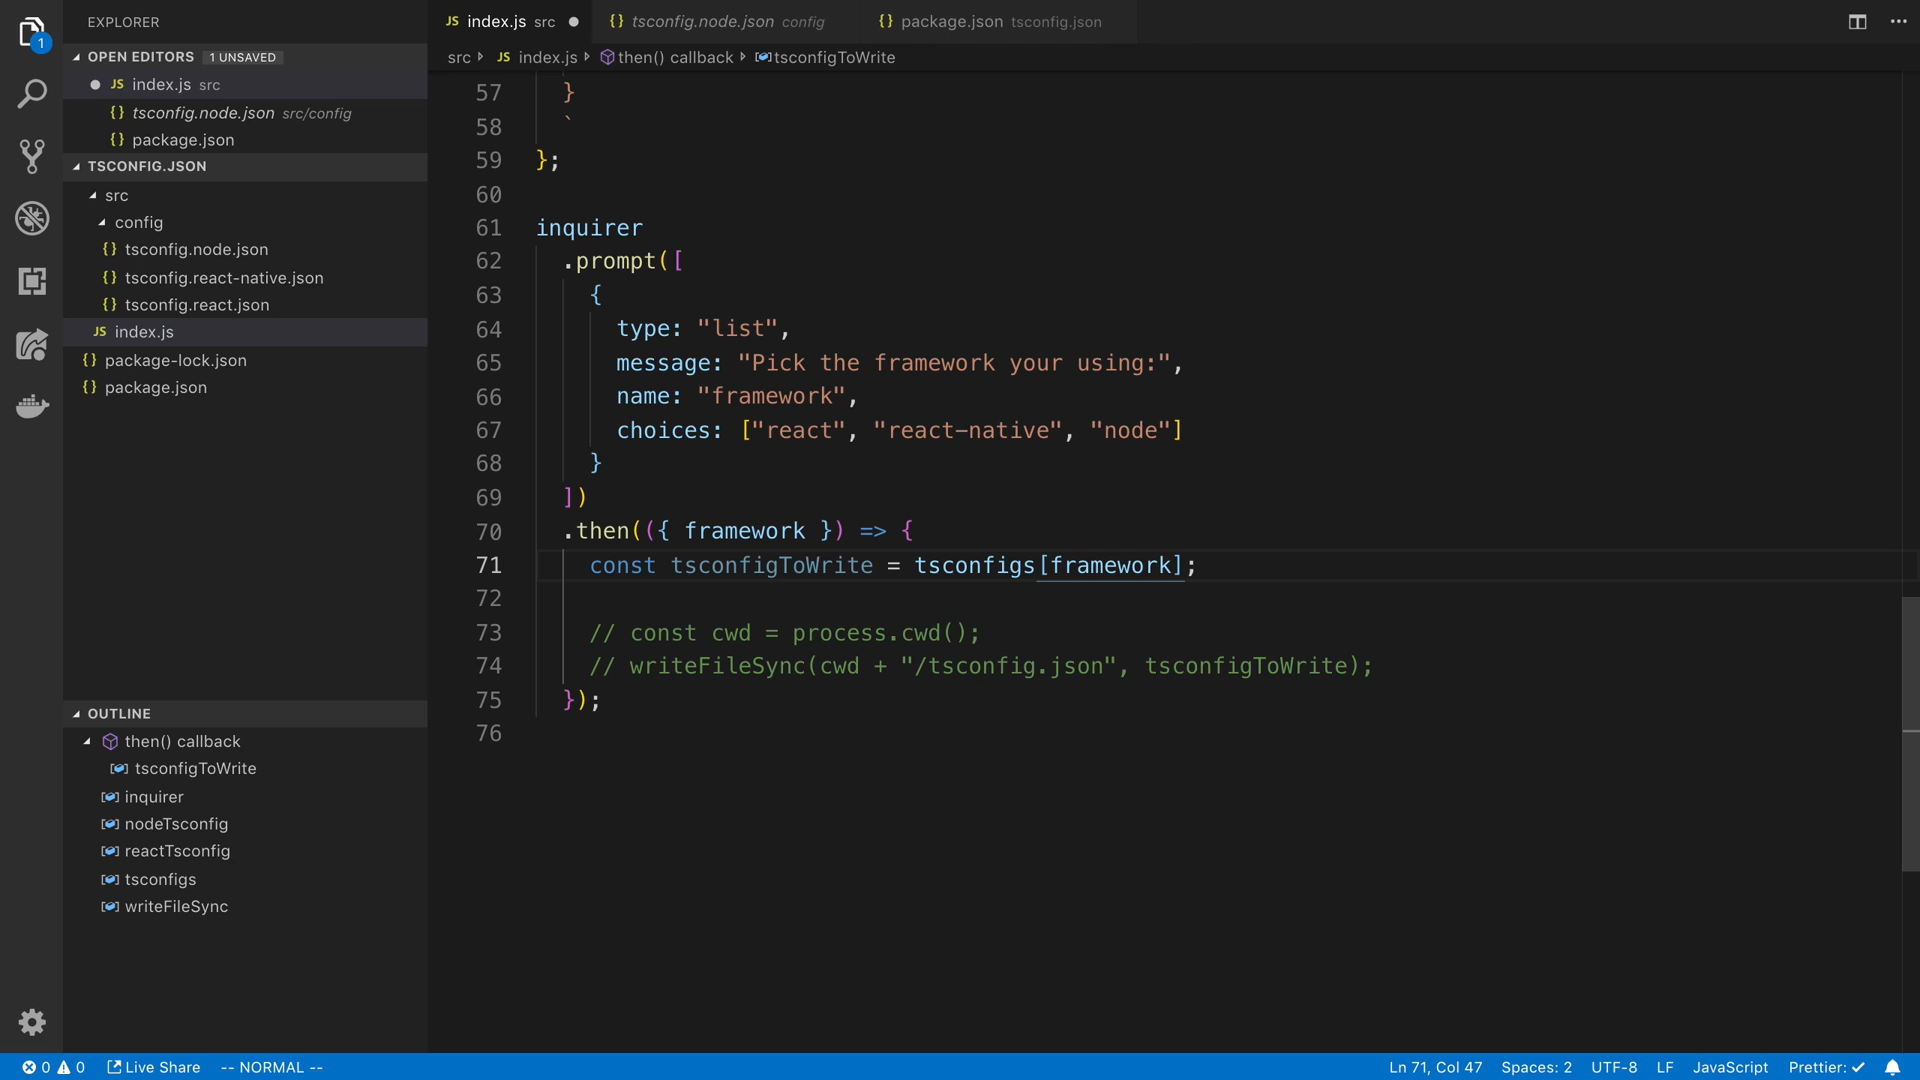 EXPLORER
1
OPEN EDITORS 1 UNSAVED
JS index.js src
{} tsconfig.node.json src/config
{} package.json
TSCONFIG.JSON
src
config
{} tsconfig.node.json
{} tsconfig.react-native.json
{} tsconfig.react.json
JS index.js
{} package-lock.json
{} package.json
OUTLINE
then() callback
tsconfigToWrite
inquirer
nodeTsconfig
reactTsconfig
tsconfigs
writeFileSync
JS index.js src ● {} tsconfig.node.json config {} package.json tsconfig.json
src JS index.js then() callback tsconfigToWrite
57 }
58 `
59 };
60
61 inquirer
62 .prompt([
63 {
64 type: "list",
65 message: "Pick the framework your using:",
66 name: "framework",
67 choices: ["react", "react-native", "node"]
68 }
69 ])
70 .then(({ framework }) => {
71 const tsconfigToWrite = tsconfigs[framework];
72
73 // const cwd = process.cwd();
74 // writeFileSync(cwd + "/tsconfig.json", tsconfigToWrite);
75 });
76
0 0 Live Share -- NORMAL -- Ln 71, Col 47 Spaces: 2 UTF-8 LF JavaScript Prettier: ✓